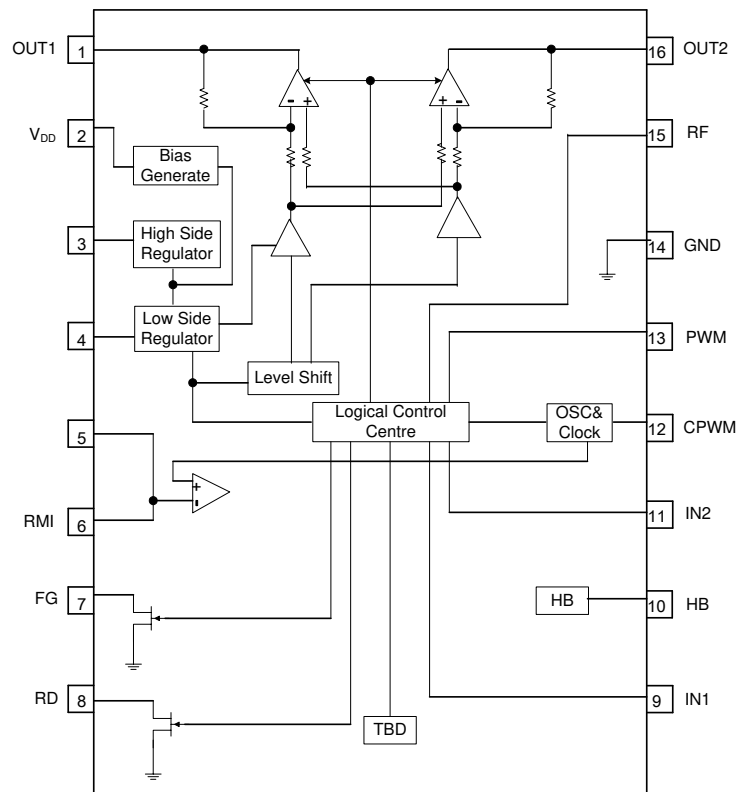 OUT1
1
16
OUT2
- +
+ -
V_DD
2
15
RF
Bias
Generate
3
High Side
Regulator
14
GND
4
Low Side
Regulator
13
PWM
Level Shift
Logical Control
Centre
OSC&
Clock
12
CPWM
5
+
-
RMI
6
11
IN2
FG
7
HB
10
HB
RD
8
TBD
9
IN1